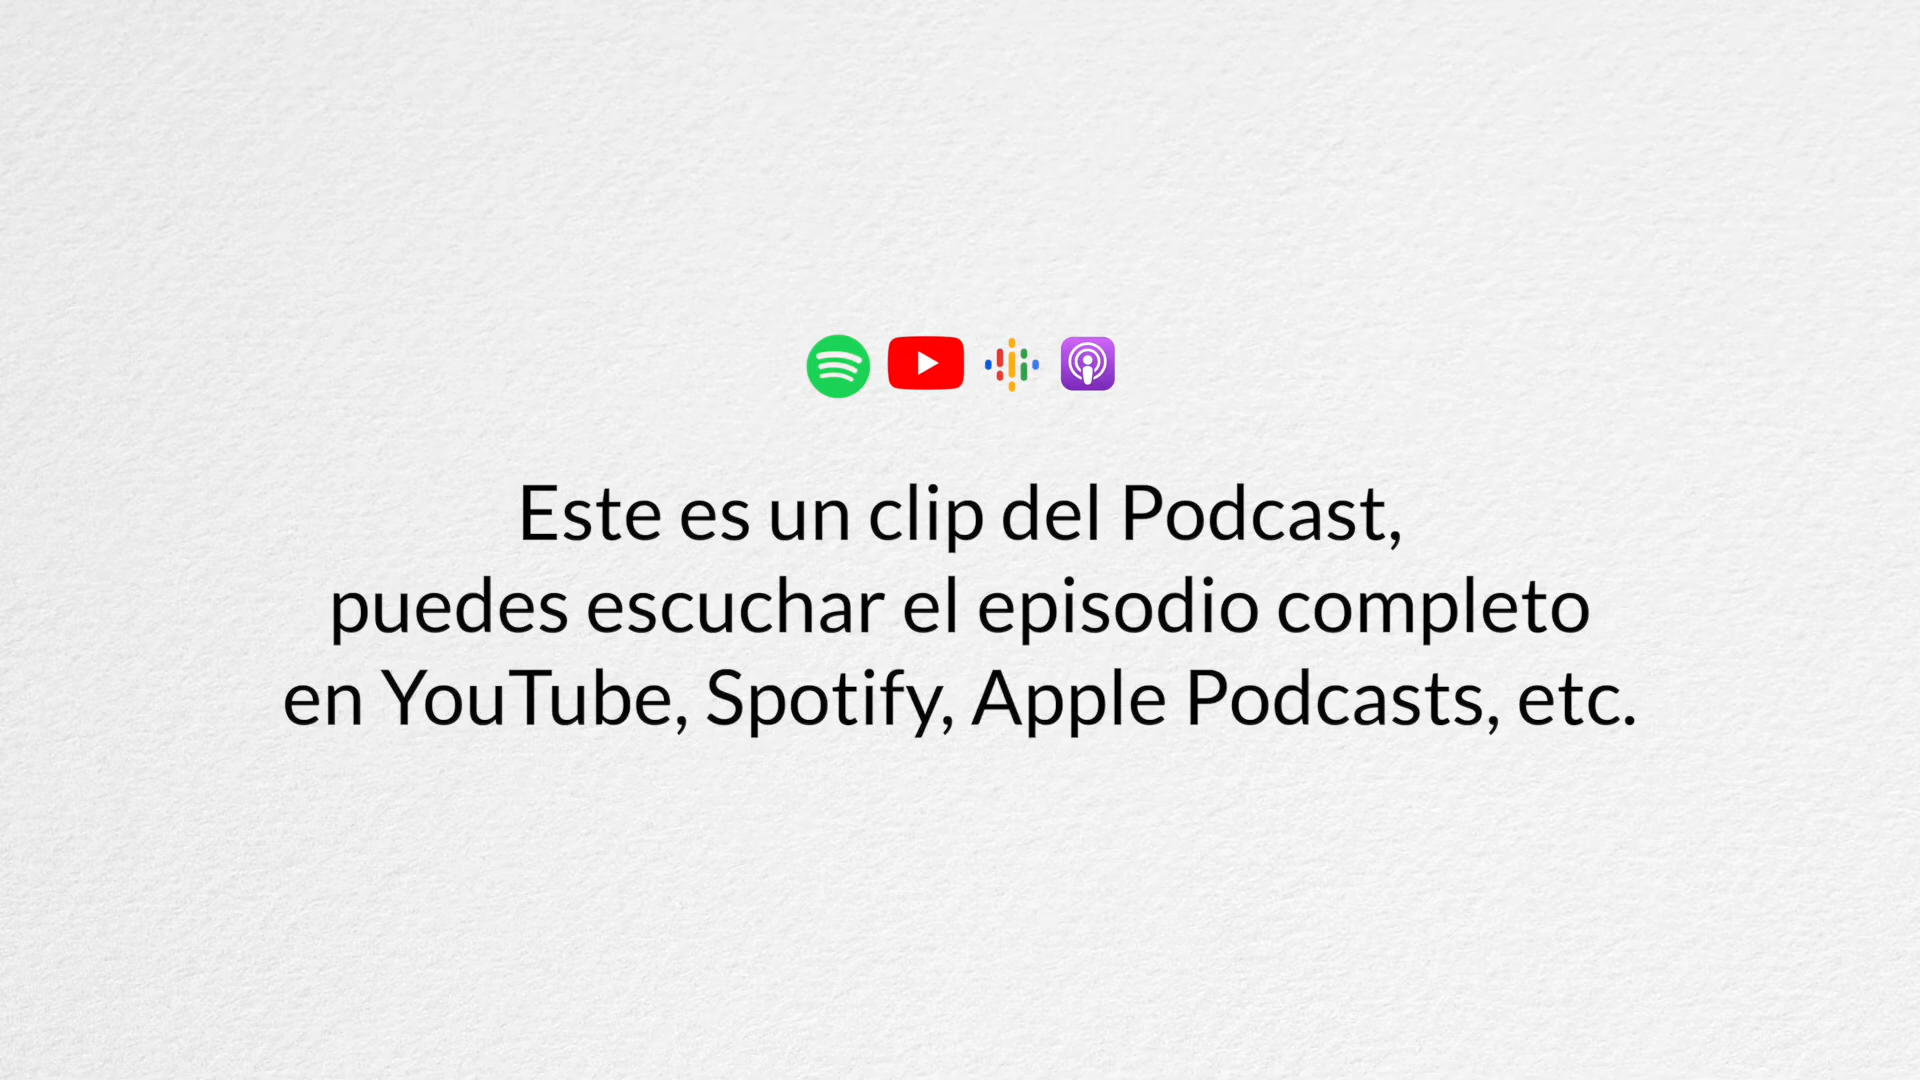 Este es un clip del Podcast,
puedes escuchar el episodio completo
en YouTube, Spotify, Apple Podcasts, etc.